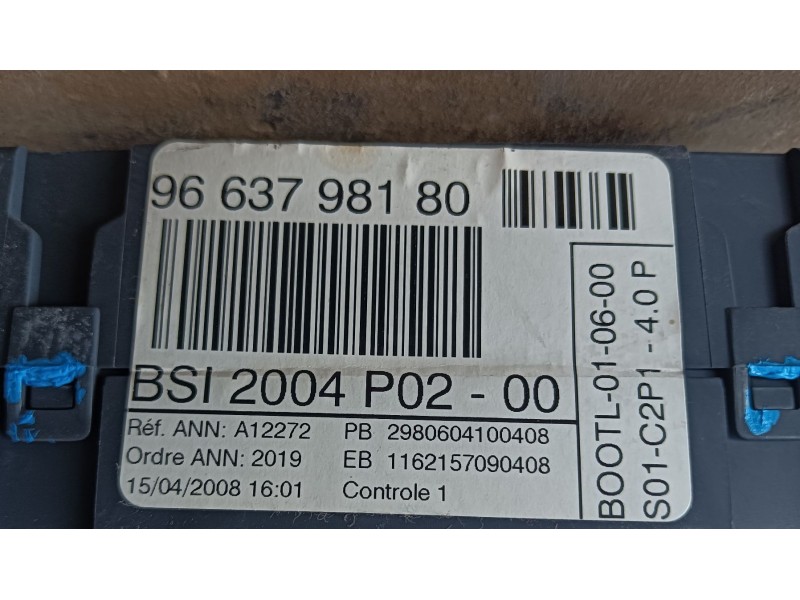 96 637 981 80
BSI 2004 P02 - 00
Réf. ANN: A12272 PB 2980604100408
Ordre ANN: 2019 EB 1162157090408
15/04/2008 16:01 Controle 1
BOOTL-01-06-00
S01-C2P1 - 4.0 P